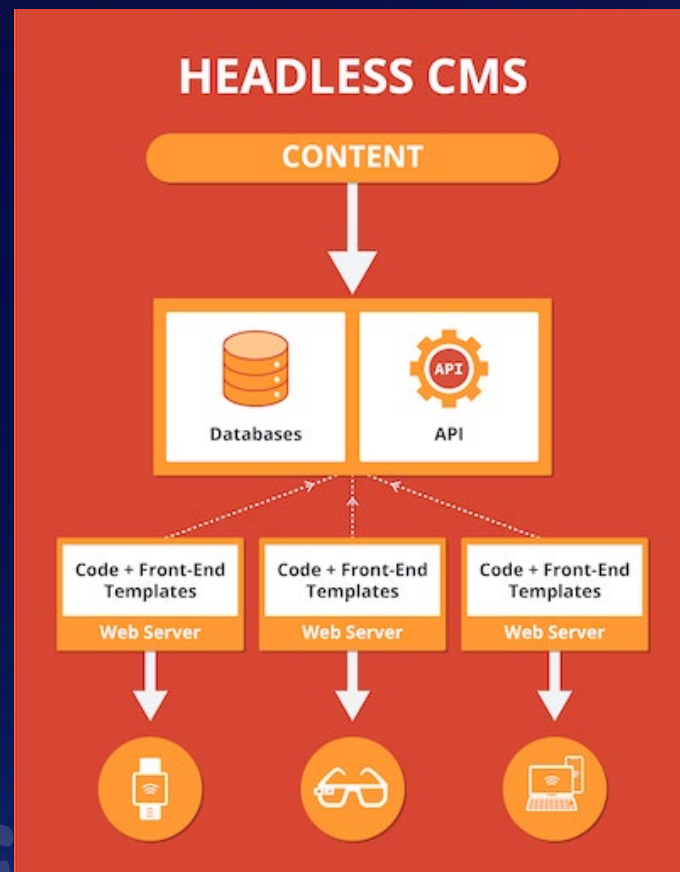 HEADLESS CMS
CONTENT
API
Databases
API
Code + Front-End
Templates
Web Server
Code + Front-End
Templates
Web Server
Code + Front-End
Templates
Web Server